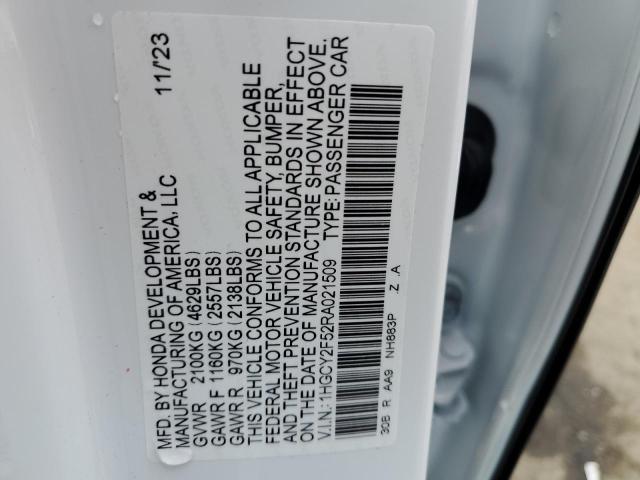 MFD. BY HONDA DEVELOPMENT & 11/'23
MANUFACTURING OF AMERICA, LLC
GVWR 2100KG (4629LBS)
GAWR F 1160KG (2557LBS)
GAWR R 970KG (2138LBS)
THIS VEHICLE CONFORMS TO ALL APPLICABLE
FEDERAL MOTOR VEHICLE SAFETY, BUMPER,
AND THEFT PREVENTION STANDARDS IN EFFECT
ON THE DATE OF MANUFACTURE SHOWN ABOVE.
V.I.N.: 1HGCY2F52RA021509 TYPE: PASSENGER CAR
30B R AA9 NH883P .Z .A